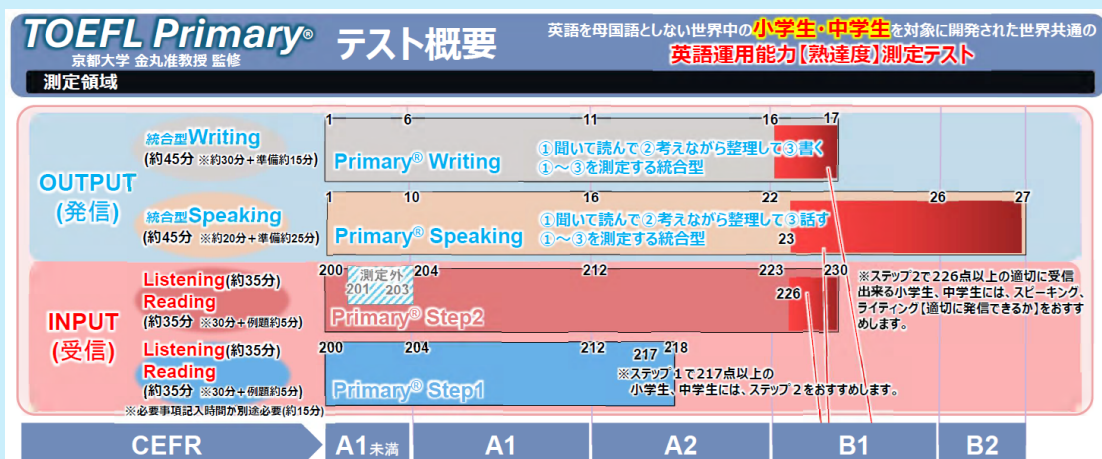 TOEFL Primary®
京都大学 金丸准教授 監修
テスト概要
英語を母国語としない世界中の小学生・中学生を対象に開発された世界共通の
英語運用能力【熟達度】測定テスト
測定領域
OUTPUT
(発信)
統合型Writing
(約45分 ※約30分+準備約15分)
1 6 11 16 17
Primary® Writing
①聞いて読んで②考えながら整理して③書く
①~③を測定する統合型
統合型Speaking
(約45分 ※約20分+準備約25分)
1 10 16 22 26 27
Primary® Speaking
①聞いて読んで②考えながら整理して③話す
①~③を測定する統合型
23
INPUT
(受信)
Listening(約35分)
Reading
(約35分 ※30分+例題約5分)
200 204 212 223 230
測定外
201 203
226
Primary® Step2
※ステップ2で226点以上の適切に受信
出来る小学生、中学生には、スピーキング、
ライティング【適切に発信できるか】をおすす
めします。
Listening(約35分)
Reading
(約35分 ※30分+例題約5分)
200 204 212 217 218
Primary® Step1
※ステップ1で217点以上の
小学生、中学生には、ステップ2をおすすめします。
※必要事項記入時間が別途必要(約15分)
CEFR A1未満 A1 A2 B1 B2